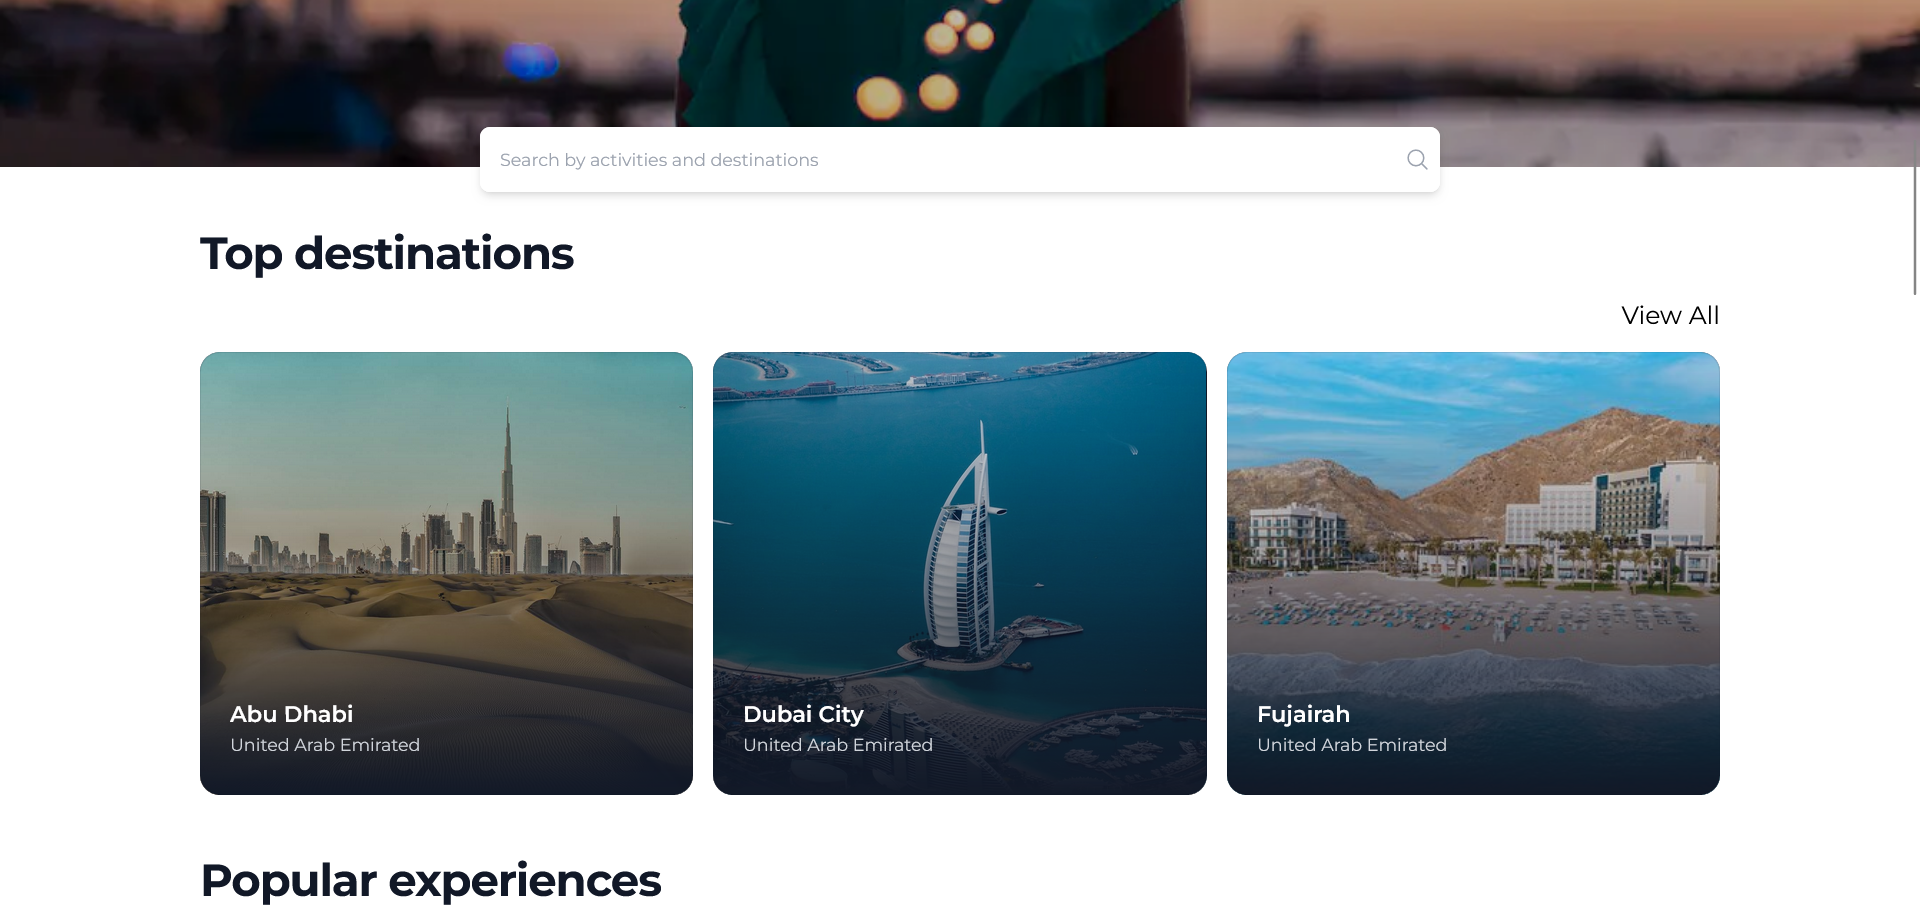 Search by activities and destinations
Top destinations
View All
Abu Dhabi
United Arab Emirated
Dubai City
United Arab Emirated
Fujairah
United Arab Emirated
Popular experiences